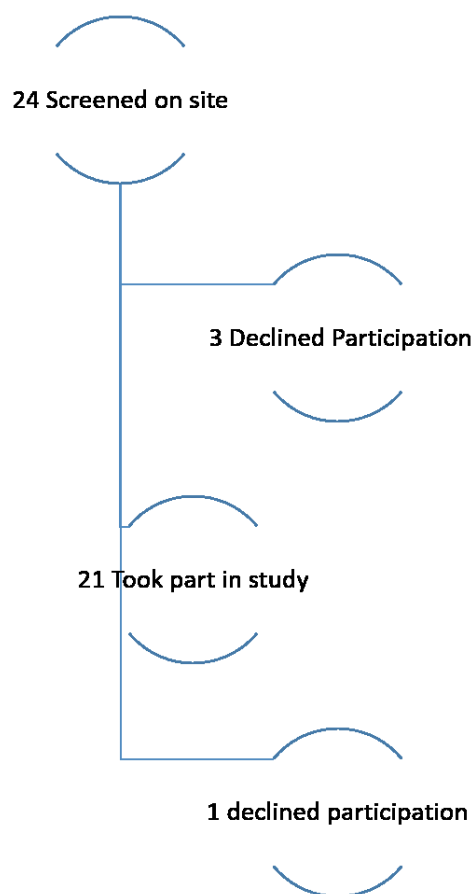 24 Screened on site
3 Declined Participation
21 Took part in study
1 declined participation